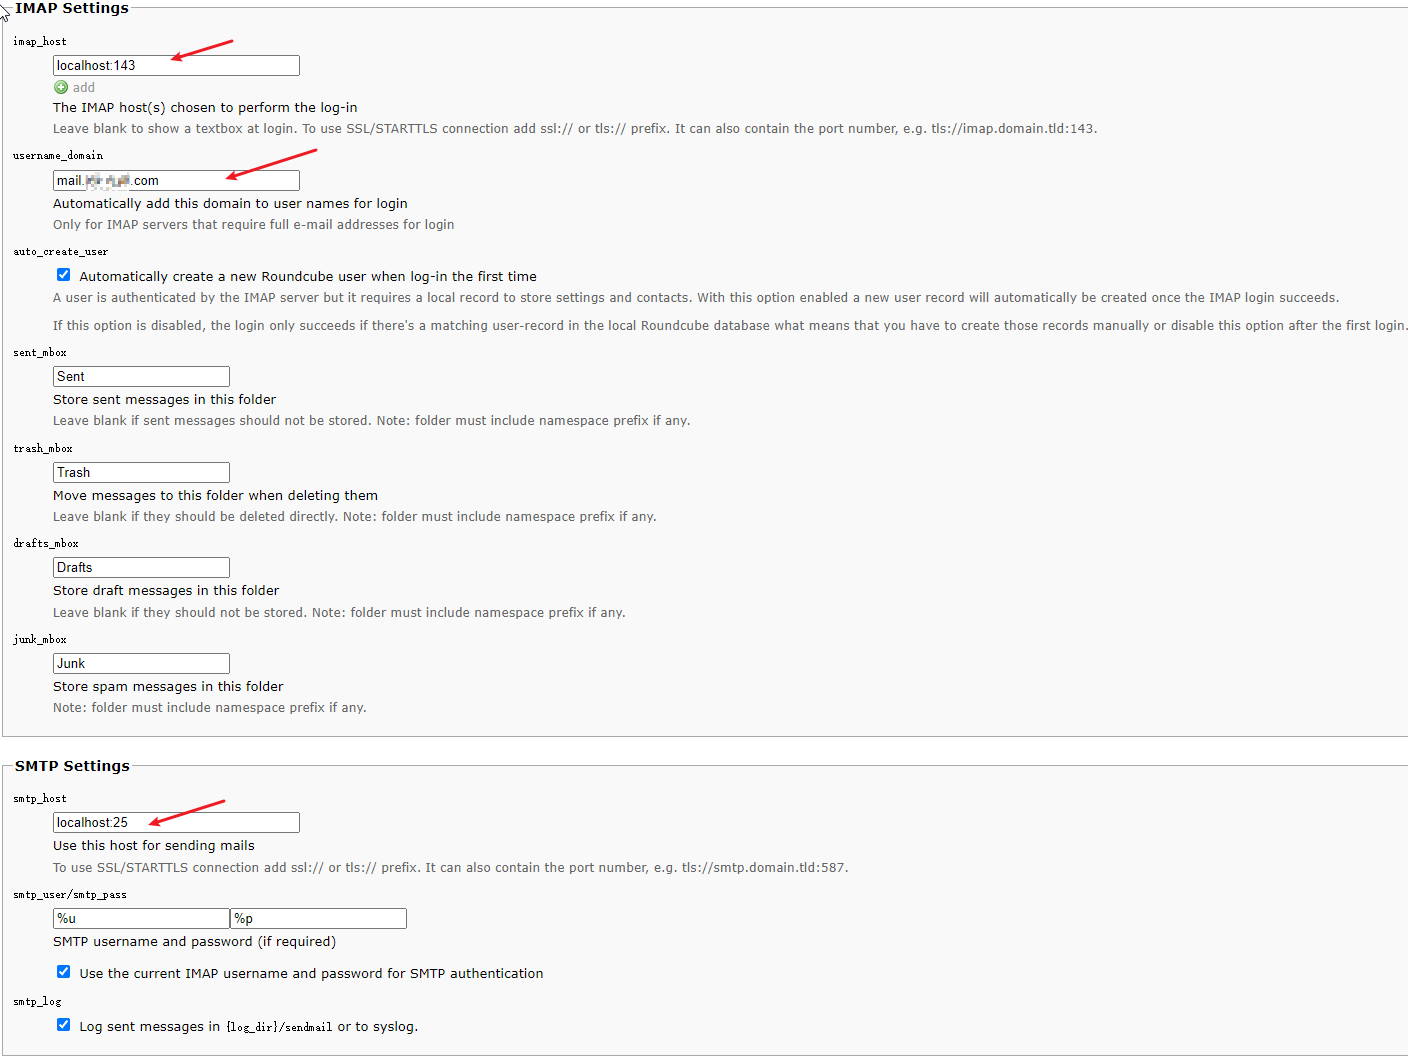 IMAP Settings
imap_host
localhost:143
add
The IMAP host(s) chosen to perform the log-in
Leave blank to show a textbox at login. To use SSL/STARTTLS connection add ssl:// or tls:// prefix. It can also contain the port number, e.g. tls://imap.domain.tld:143.
username_domain
mail. .com
Automatically add this domain to user names for login
Only for IMAP servers that require full e-mail addresses for login
auto_create_user
Automatically create a new Roundcube user when log-in the first time
A user is authenticated by the IMAP server but it requires a local record to store settings and contacts. With this option enabled a new user record will automatically be created once the IMAP login succeeds.
If this option is disabled, the login only succeeds if there's a matching user-record in the local Roundcube database what means that you have to create those records manually or disable this option after the first login.
sent_mbox
Sent
Store sent messages in this folder
Leave blank if sent messages should not be stored. Note: folder must include namespace prefix if any.
trash_mbox
Trash
Move messages to this folder when deleting them
Leave blank if they should be deleted directly. Note: folder must include namespace prefix if any.
drafts_mbox
Drafts
Store draft messages in this folder
Leave blank if they should not be stored. Note: folder must include namespace prefix if any.
junk_mbox
Junk
Store spam messages in this folder
Note: folder must include namespace prefix if any.
SMTP Settings
smtp_host
localhost:25
Use this host for sending mails
To use SSL/STARTTLS connection add ssl:// or tls:// prefix. It can also contain the port number, e.g. tls://smtp.domain.tld:587.
smtp_user/smtp_pass
%u %p
SMTP username and password (if required)
Use the current IMAP username and password for SMTP authentication
smtp_log
Log sent messages in {log_dir}/sendmail or to syslog.